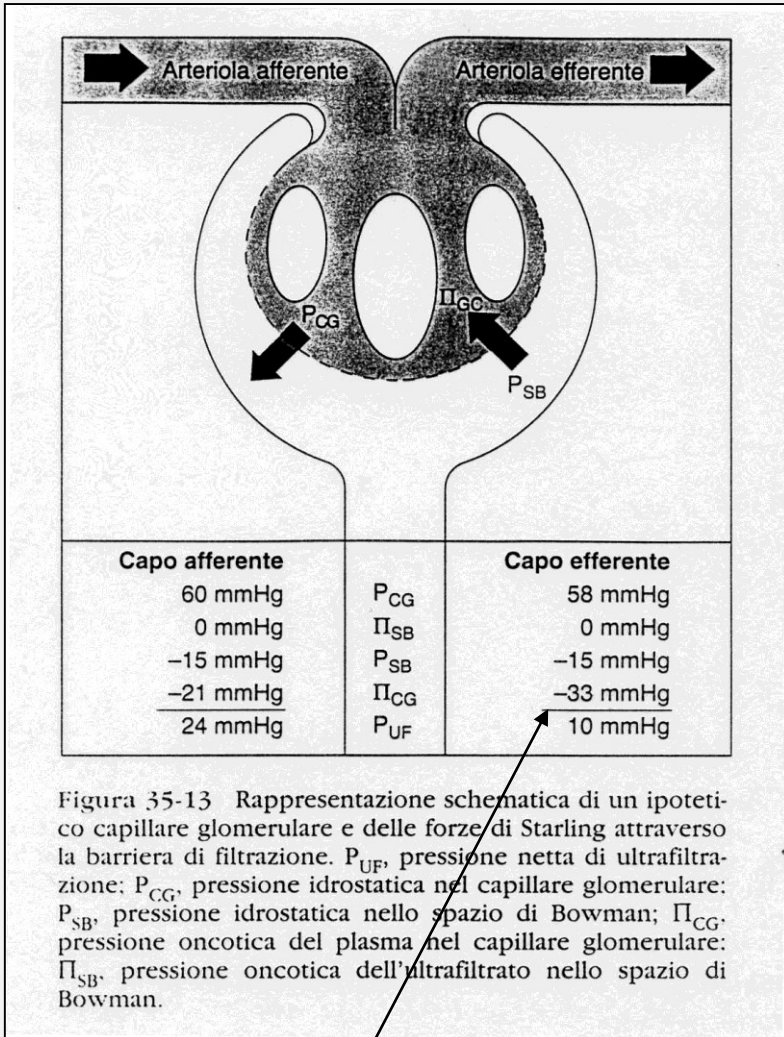 Arteriola afferente Arteriola efferente
Π_GC
P_CG
P_SB
Capo afferente Capo efferente
60 mmHg P_CG 58 mmHg
0 mmHg Π_SB 0 mmHg
–15 mmHg P_SB –15 mmHg
–21 mmHg Π_CG –33 mmHg
24 mmHg P_UF 10 mmHg
Figura 35-13 Rappresentazione schematica di un ipoteti-
co capillare glomerulare e delle forze di Starling attraverso
la barriera di filtrazione. P_UF, pressione netta di ultrafiltra-
zione: P_CG, pressione idrostatica nel capillare glomerulare:
P_SB, pressione idrostatica nello spazio di Bowman; Π_CG.
pressione oncotica del plasma nel capillare glomerulare:
Π_SB. pressione oncotica dell'ultrafiltrato nello spazio di
Bowman.